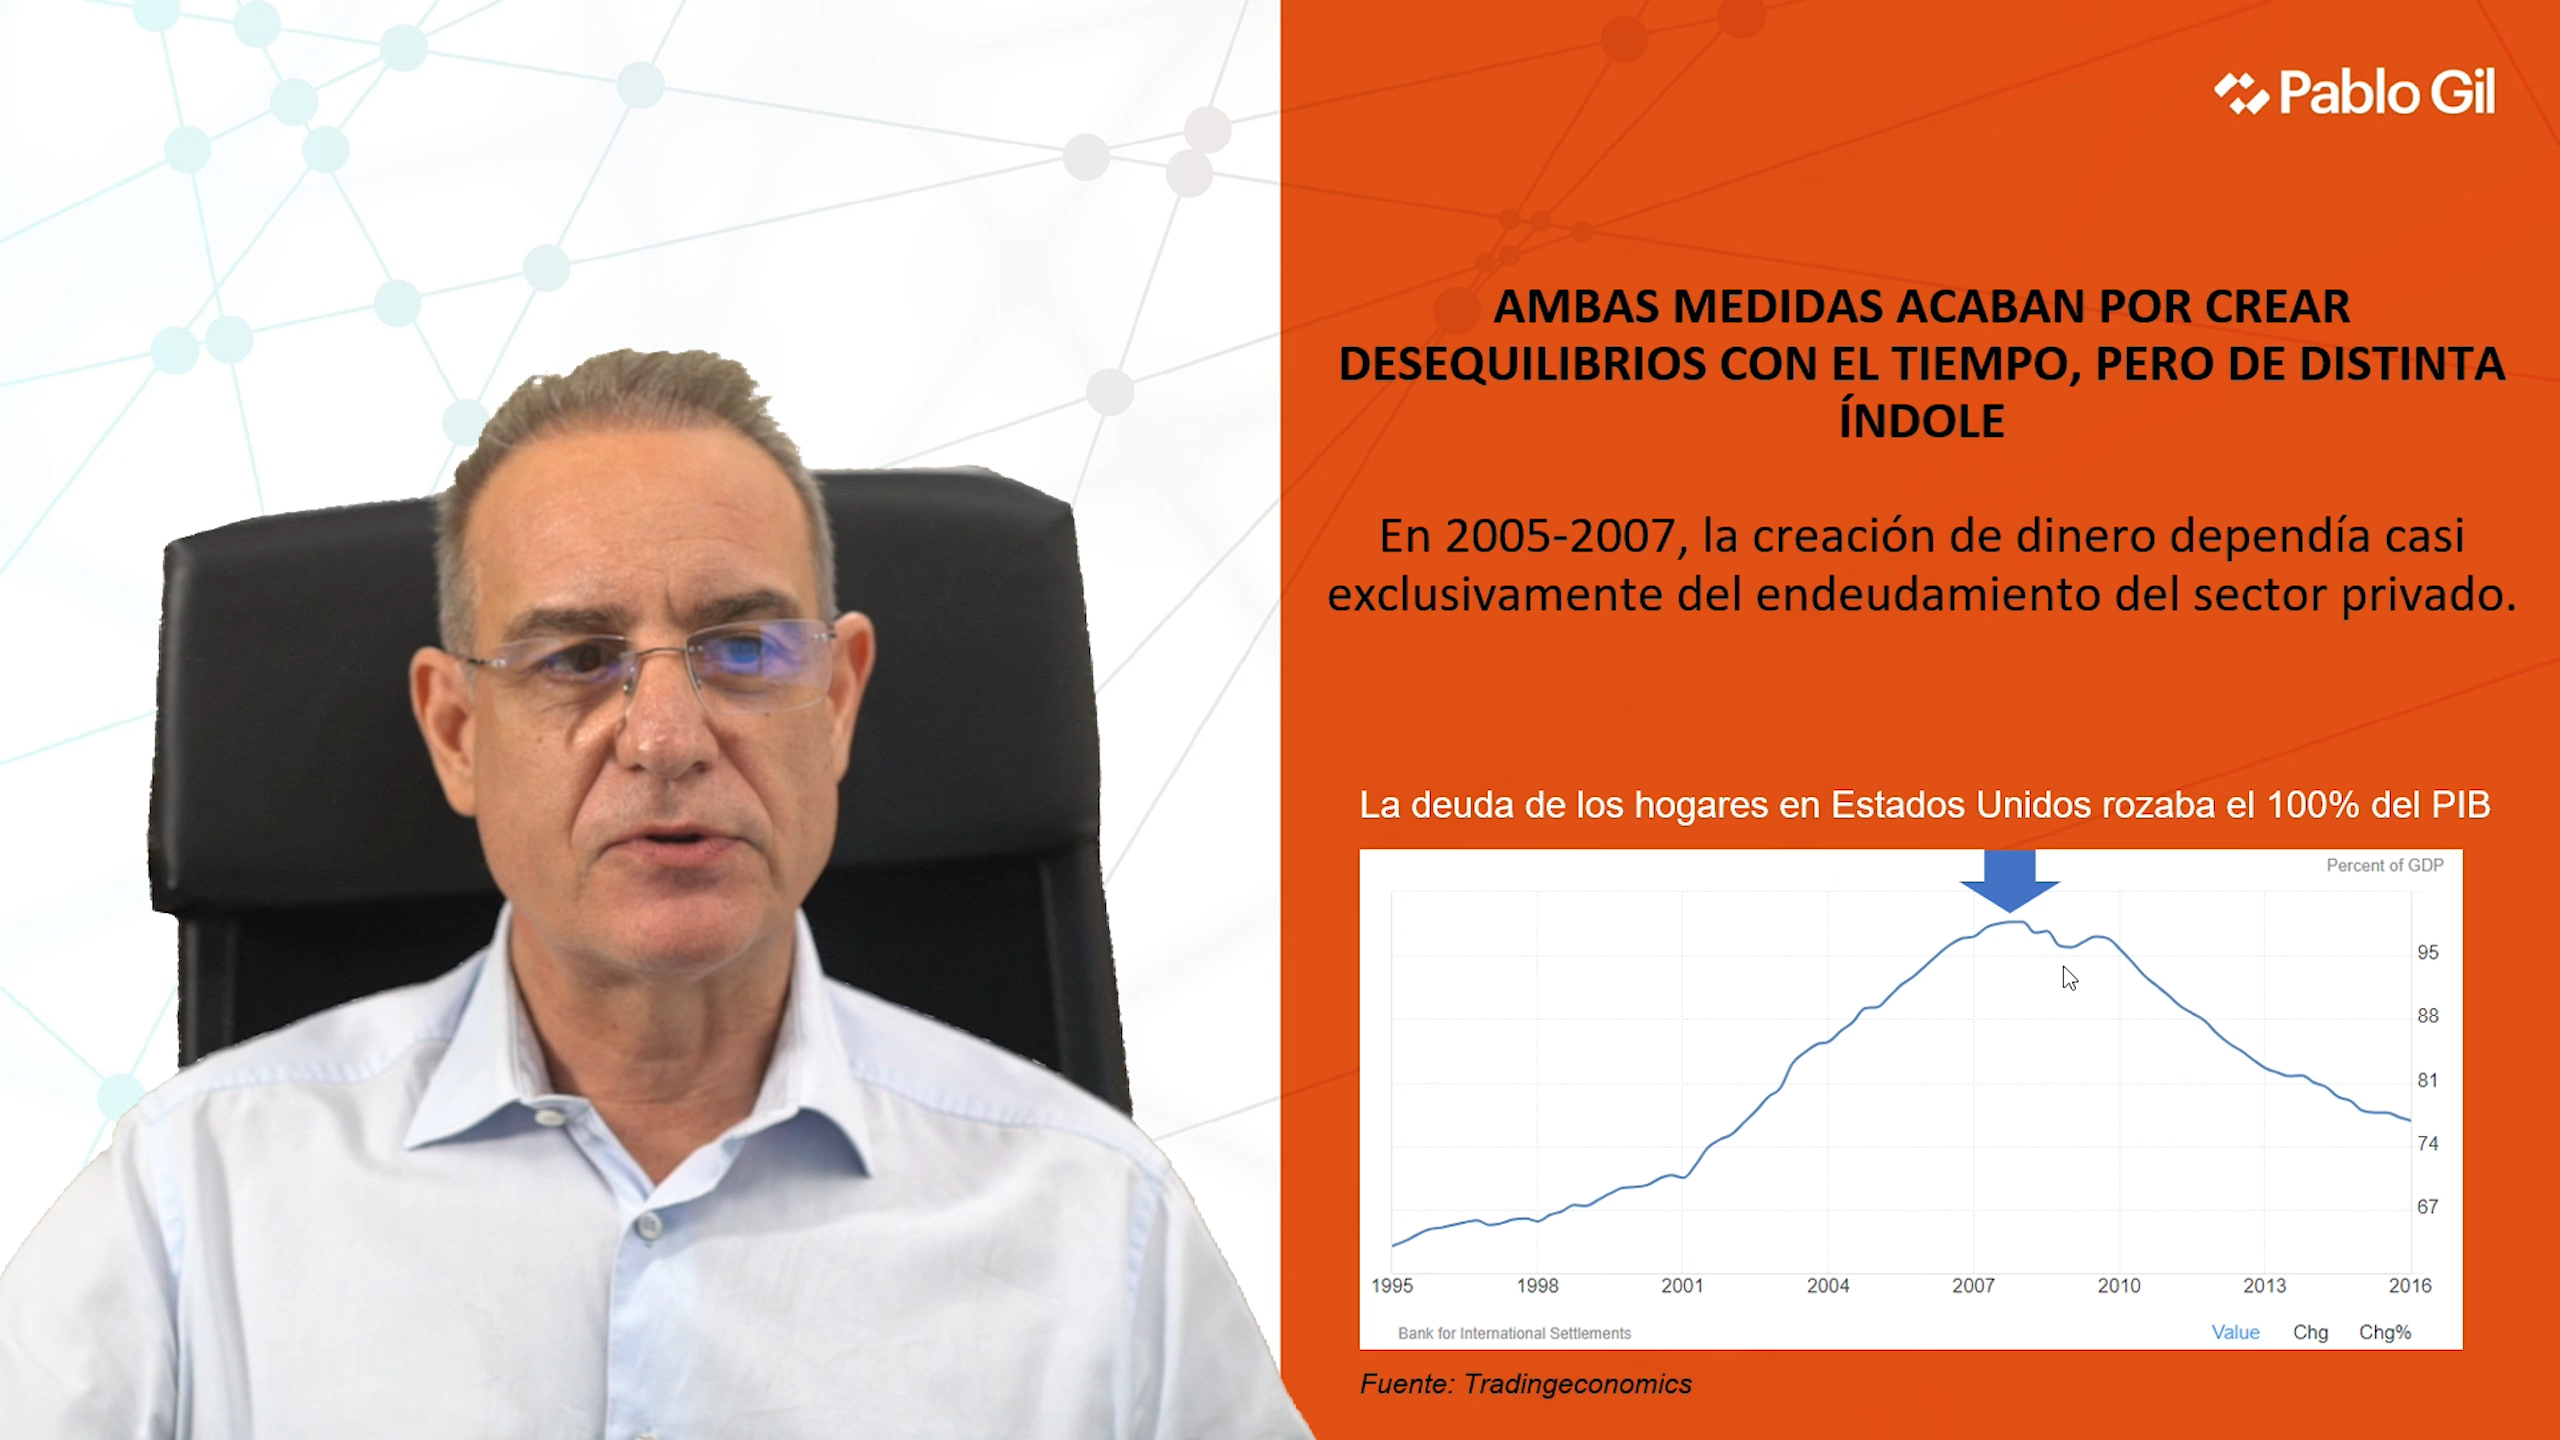 Pablo Gil
AMBAS MEDIDAS ACABAN POR CREAR
DESEQUILIBRIOS CON EL TIEMPO, PERO DE DISTINTA
ÍNDOLE
En 2005-2007, la creación de dinero dependía casi
exclusivamente del endeudamiento del sector privado.
La deuda de los hogares en Estados Unidos rozaba el 100% del PIB
Percent of GDP
95
88
81
74
67
1995 1998 2001 2004 2007 2010 2013 2016
Bank for International Settlements
Value Chg Chg%
Fuente: Tradingeconomics